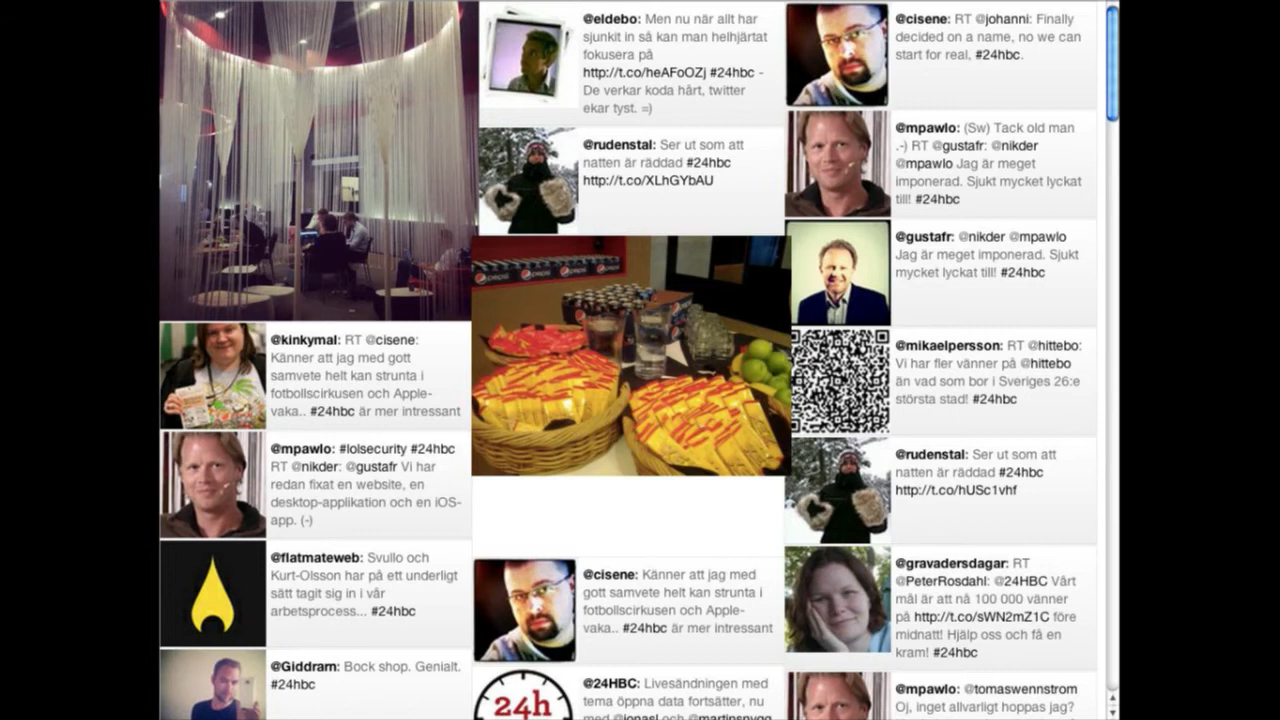 @kinkymal: RT @cisene:
Känner att jag med gott
samvete helt kan strunta i
fotbollscirkusen och Apple-
vaka.. #24hbc är mer intressant
@mpawlo: #lolsecurity #24hbc
RT @nikder: @gustafr Vi har
redan fixat en website, en
desktop-applikation och en iOS-
app. (-)
@flatmateweb: Svullo och
Kurt-Olsson har på ett underligt
sätt tagit sig in i vår
arbetsprocess... #24hbc
@Giddram: Bock shop. Genialt.
#24hbc
@eldebo: Men nu när allt har
sjunkit in så kan man helhjärtat
fokusera på
http://t.co/heAFoOZj #24hbc -
De verkar koda hårt, twitter
ekar tyst. =)
@rudenstal: Ser ut som att
natten är räddad #24hbc
http://t.co/XLhGYbAU
pepsi pepsi pepsi pepsi
@cisene: Känner att jag med
gott samvete helt kan strunta i
fotbollscirkusen och Apple-
vaka.. #24hbc är mer intressant
24h
@24HBC: Livesändningen med
tema öppna data fortsätter, nu
med @jonasl och @martinspygg
@cisene: RT @johanni: Finally
decided on a name, no we can
start for real, #24hbc.
@mpawlo: (Sw) Tack old man
.-) RT @gustafr: @nikder
@mpawlo Jag är meget
imponerad. Sjukt mycket lyckat
till! #24hbc
@gustafr: @nikder @mpawlo
Jag är meget imponerad. Sjukt
mycket lyckat till! #24hbc
@mikaelpersson: RT @hittebo:
Vi har fler vänner på @hittebo
än vad som bor i Sveriges 26:e
största stad! #24hbc
@rudenstal: Ser ut som att
natten är räddad #24hbc
http://t.co/hUSc1vhf
@gravadersdagar: RT
@PeterRosdahl: @24HBC Vårt
mål är att nå 100 000 vänner
på http://t.co/sWN2mZ1C före
midnatt! Hjälp oss och få en
kram! #24hbc
@mpawlo: @tomaswennstrom
Oj, inget allvarligt hoppas jag?